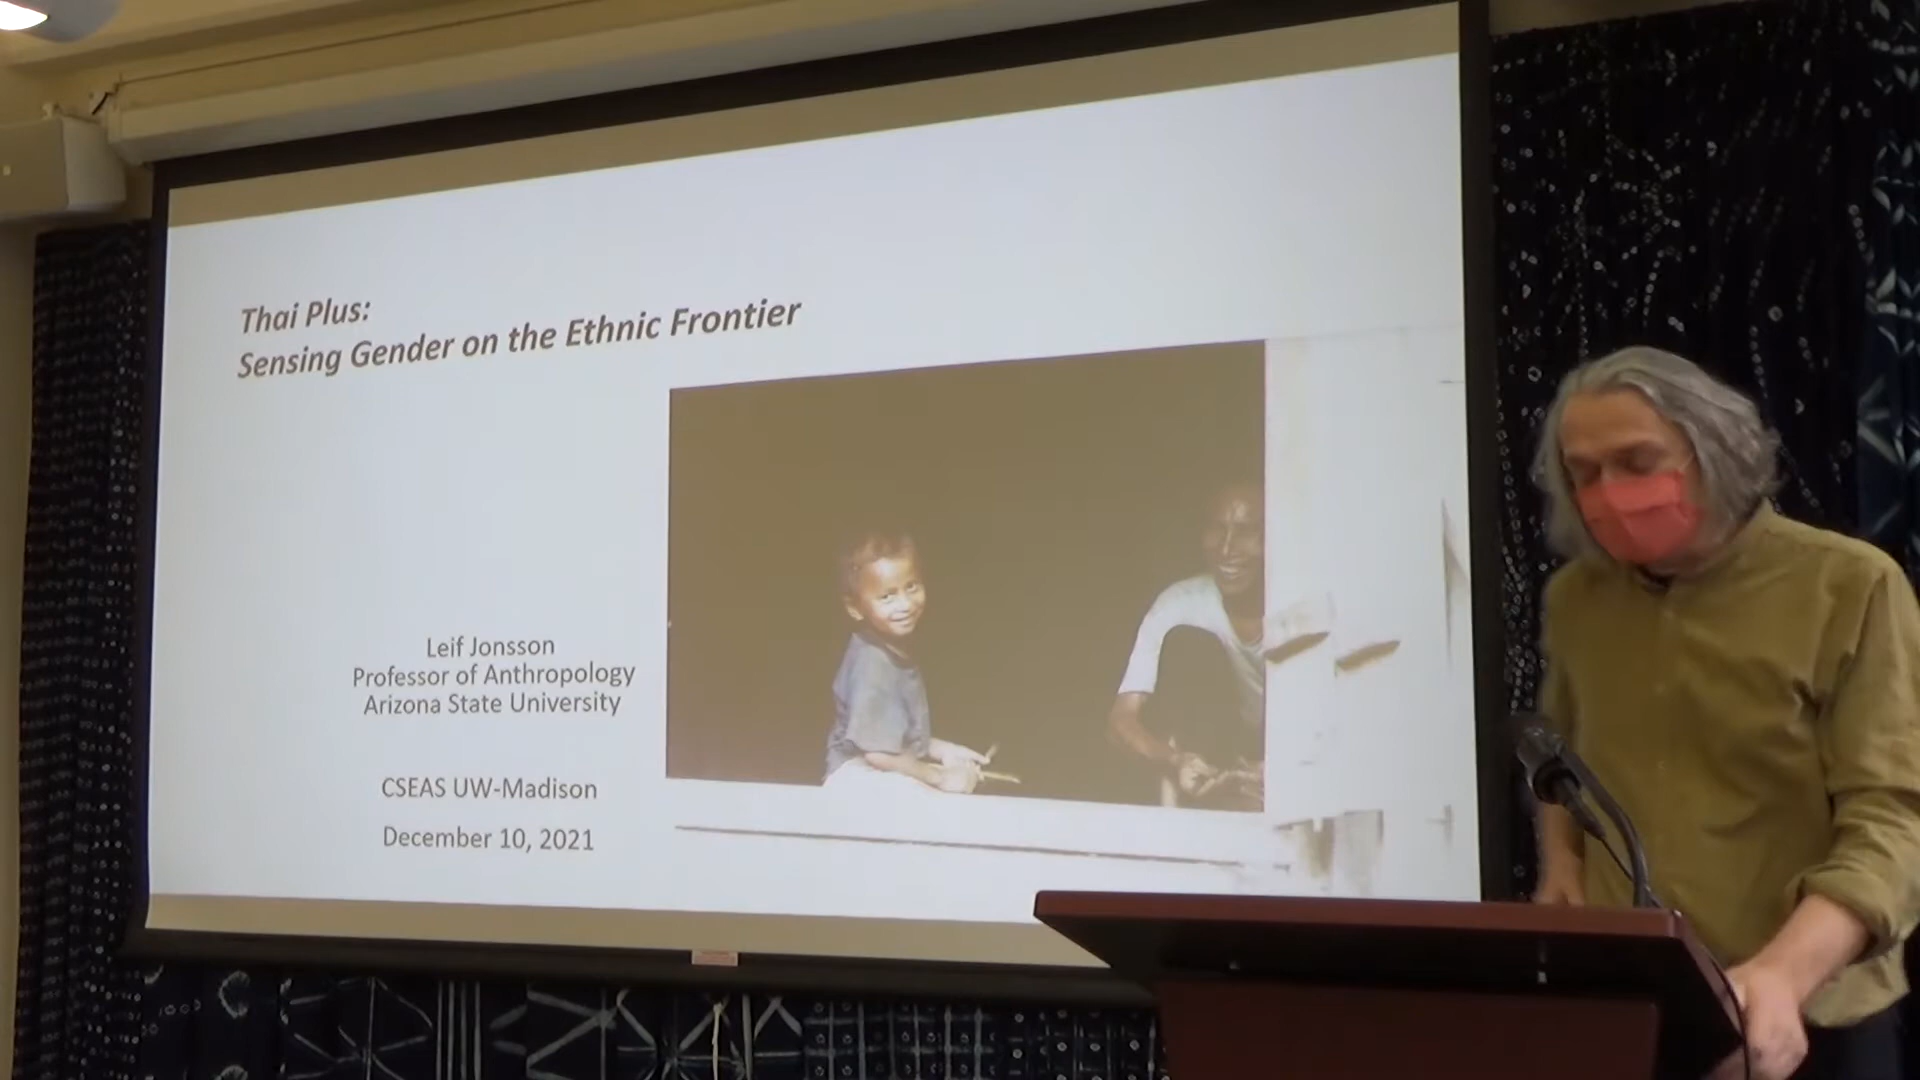 Thai Plus:
Sensing Gender on the Ethnic Frontier
Leif Jonsson
Professor of Anthropology
Arizona State University
CSEAS UW-Madison
December 10, 2021